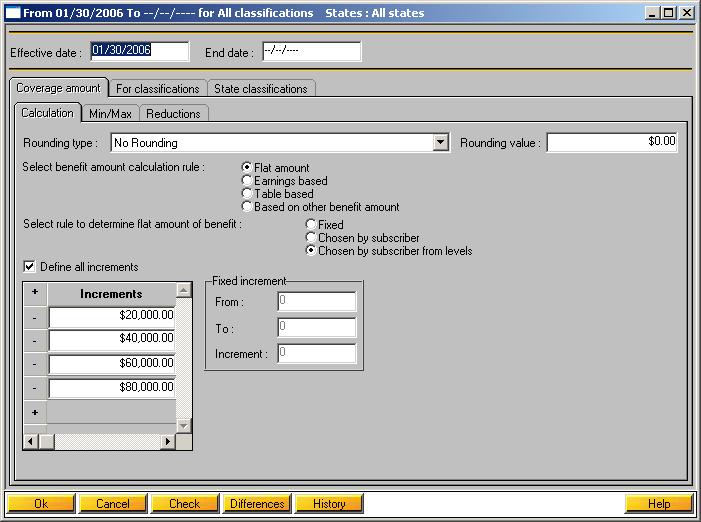 From 01/30/2006 To --/--/---- for All classifications States : All states
Effective date : 01/30/2006 End date : --/--/----
Coverage amount For classifications State classifications
Calculation Min/Max Reductions
Rounding type : No Rounding Rounding value : $0.00
Select benefit amount calculation rule : Flat amount
Earnings based
Table based
Based on other benefit amount
Select rule to determine flat amount of benefit : Fixed
Chosen by subscriber
Chosen by subscriber from levels
Define all increments
+ Increments
- $20,000.00
- $40,000.00
- $60,000.00
- $80,000.00
+
Fixed increment
From : 0
To : 0
Increment : 0
Ok Cancel Check Differences History Help